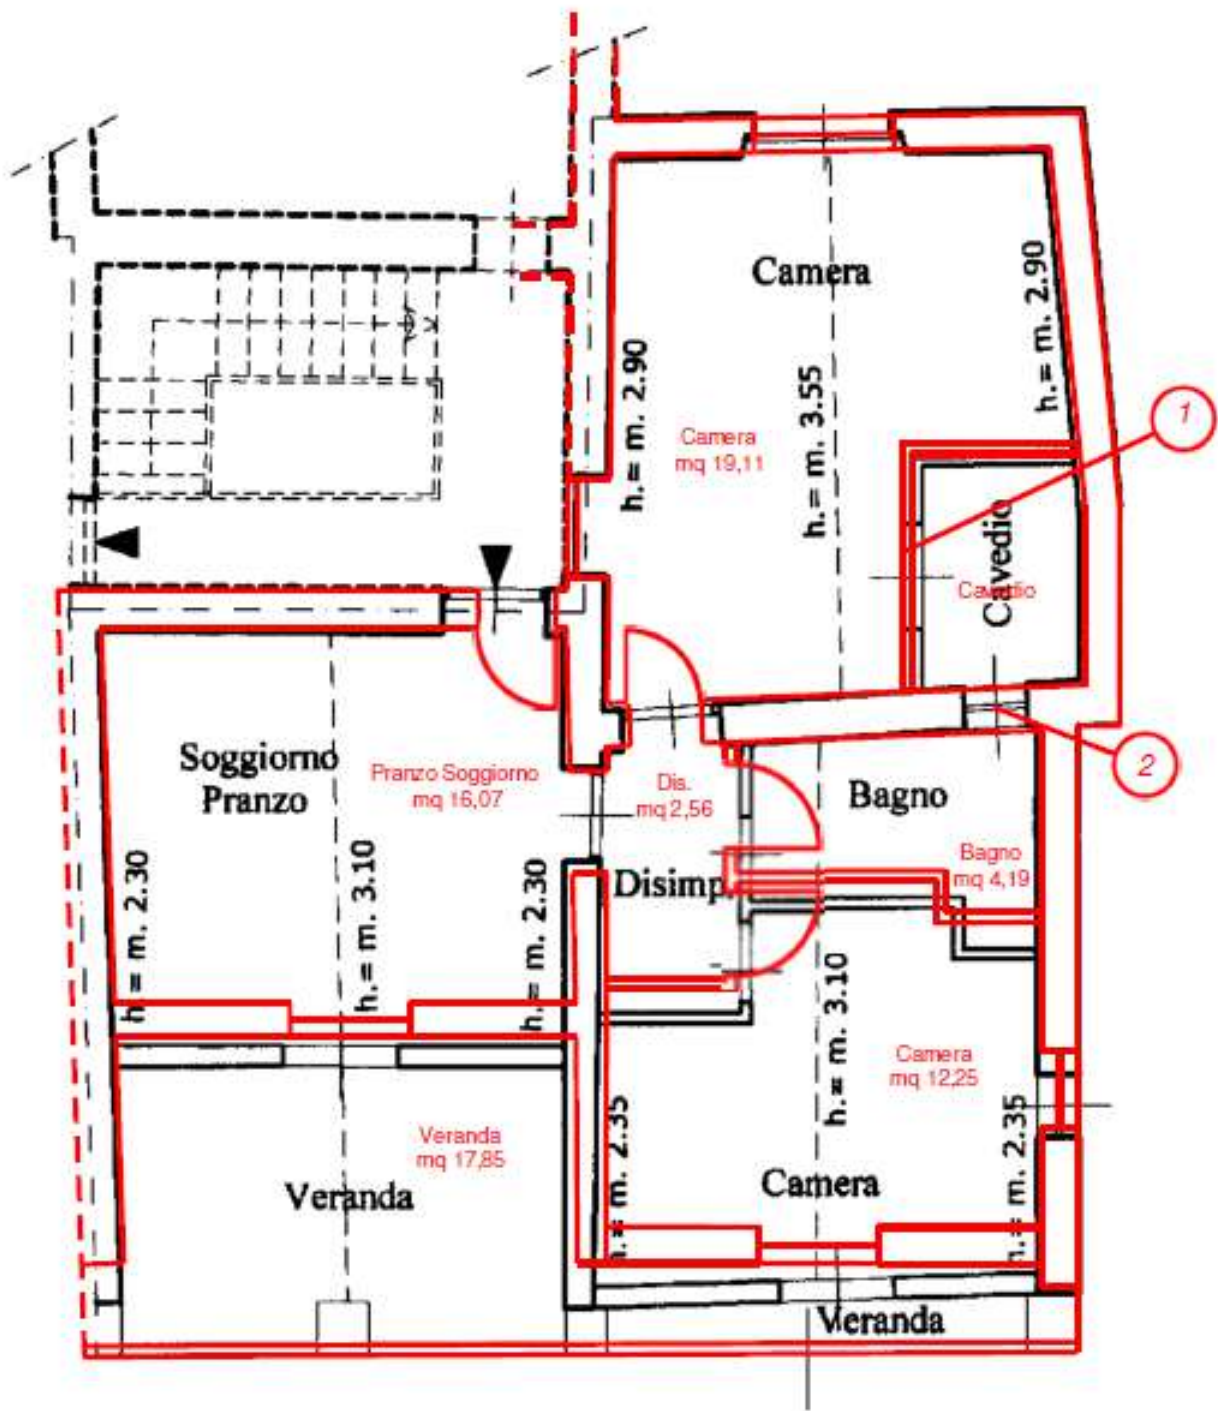 Camera
h.= m. 2.90
h.= m. 2.90
h.= m. 3.55
Camera
mq 19,11
1
Cavedio
Cavedio
Soggiorno
Pranzo
Pranzo Soggiorno
mq 16,07
Dis.
mq 2,56
Bagno
2
Bagno
mq 4,19
Disimp
h.= m. 2.30
h.= m. 3.10
h.= m. 2.30
h.= m. 3.10
Camera
mq 12,25
h.= m. 2.35
h.= m. 2.35
Veranda
mq 17,85
Veranda
Camera
Veranda